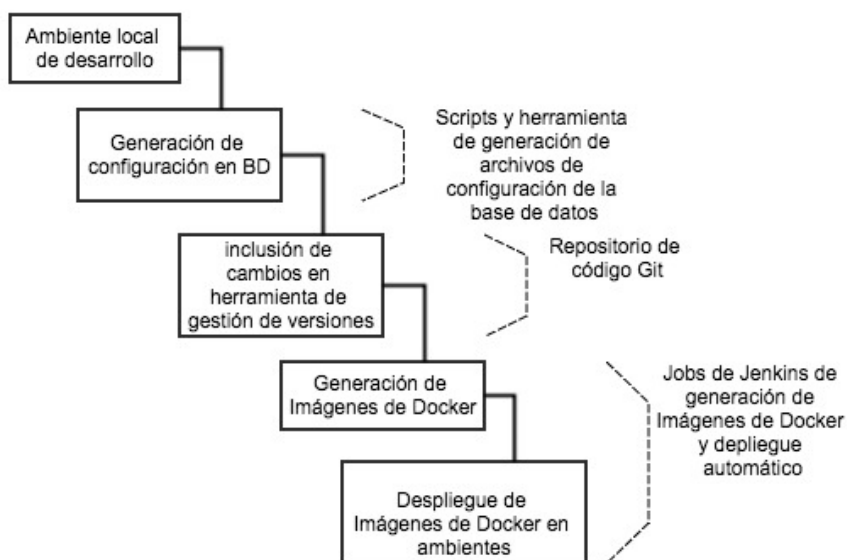 Ambiente local
de desarrollo
Generación de
configuración en BD
Scripts y herramienta
de generación de
archivos de
configuración de la
base de datos
inclusión de
cambios en
herramienta de
gestión de versiones
Repositorio de
código Git
Generación de
Imágenes de Docker
Jobs de Jenkins de
generación de
Imágenes de Docker
y depliegue
automático
Despliegue de
Imágenes de Docker en
ambientes